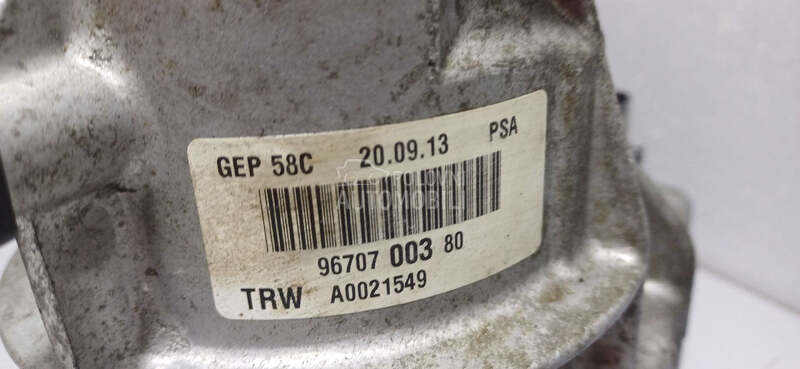 GEP 58C 20.09.13 PSA
96707 003 80
TRW A0021549